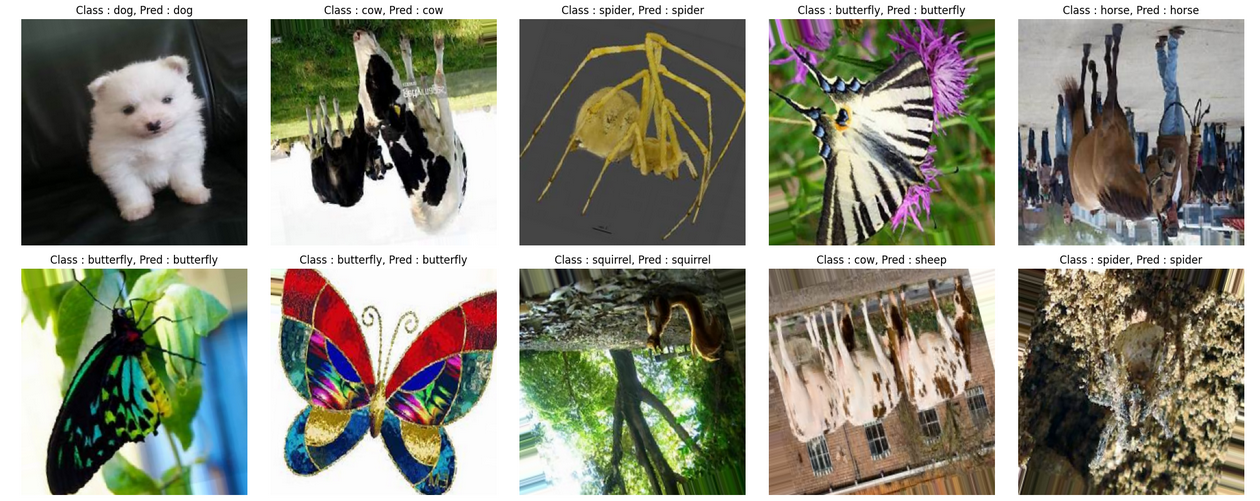 Class : dog, Pred : dog
Class : cow, Pred : cow
Class : spider, Pred : spider
Class : butterfly, Pred : butterfly
Class : horse, Pred : horse
Class : butterfly, Pred : butterfly
Class : butterfly, Pred : butterfly
Class : squirrel, Pred : squirrel
Class : cow, Pred : sheep
Class : spider, Pred : spider